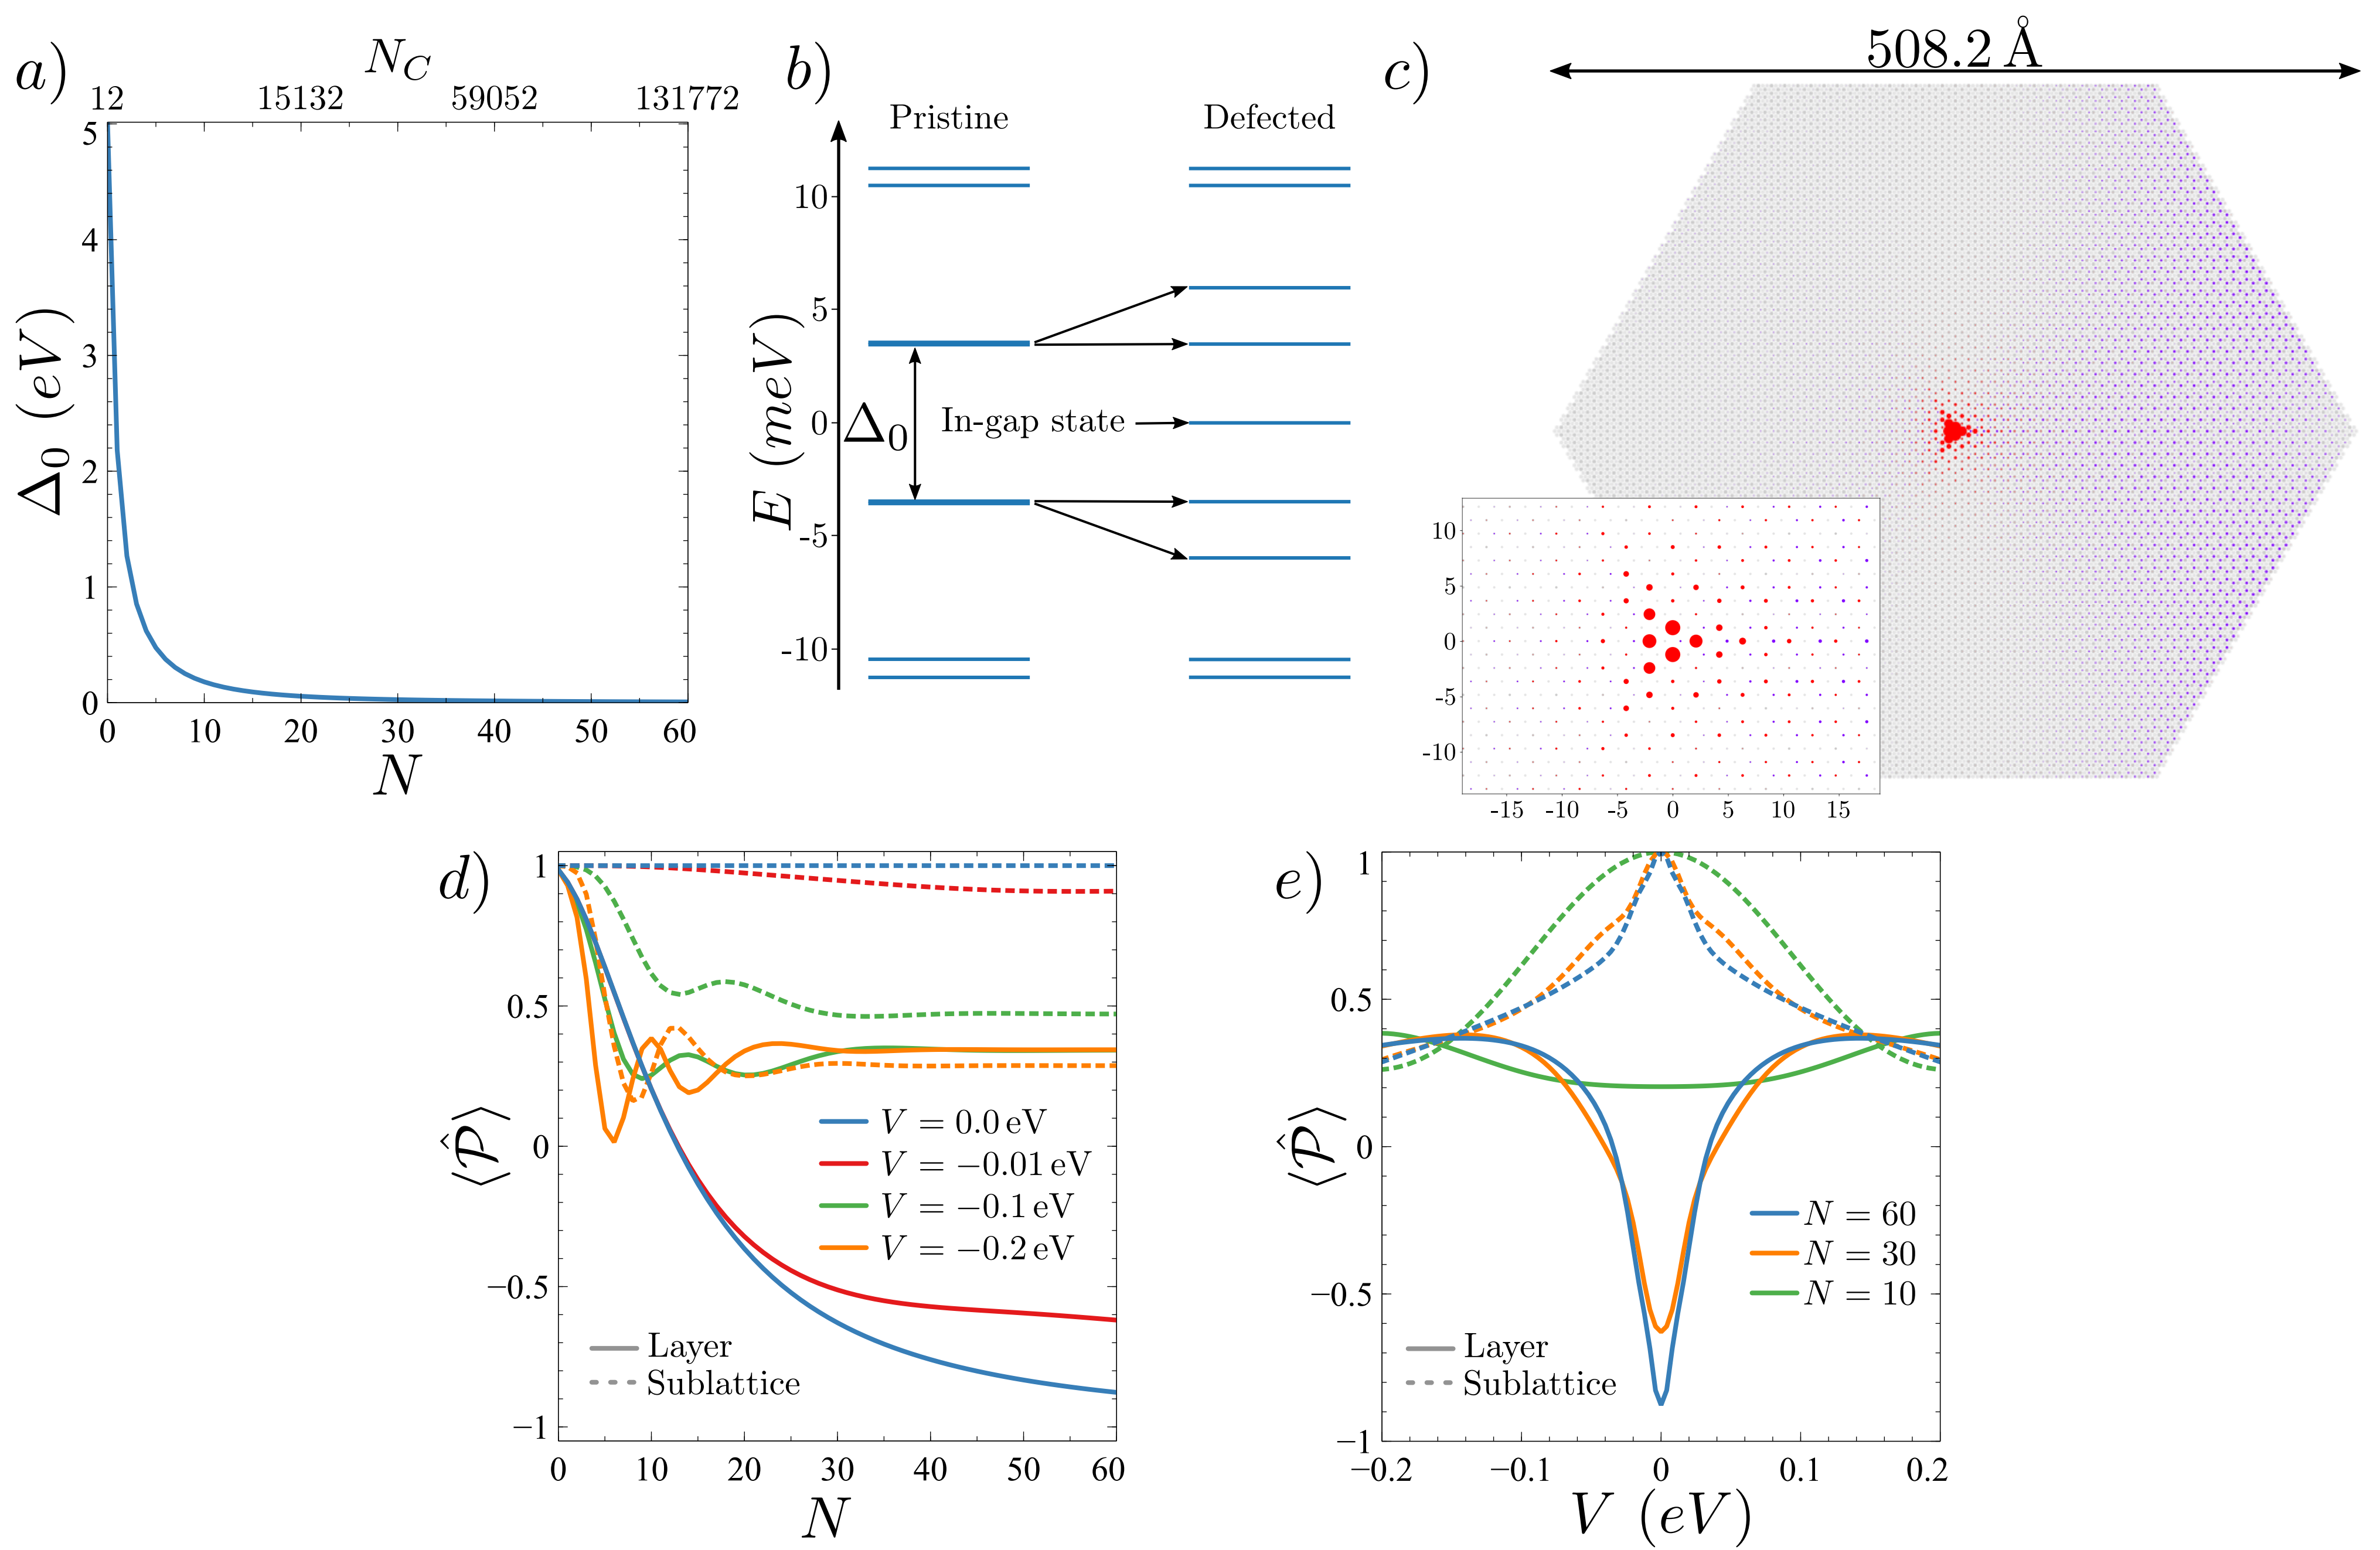 a)
N_C
12 15132 59052 131772
5
4
3
2
1
0
Δ₀ (eV)
0 10 20 30 40 50 60
N
b)
Pristine Defected
10
5
0
-5
-10
E (meV)
Δ₀
In-gap state
c)
508.2 Å
10
5
0
-5
-10
-15 -10 -5 0 5 10 15
d)
1
0.5
0
−0.5
−1
⟨P̂⟩
V = 0.0 eV
V = −0.01 eV
V = −0.1 eV
V = −0.2 eV
Layer
Sublattice
0 10 20 30 40 50 60
N
e)
1
0.5
0
−0.5
−1
⟨P̂⟩
N = 60
N = 30
N = 10
Layer
Sublattice
−0.2 −0.1 0 0.1 0.2
V (eV)